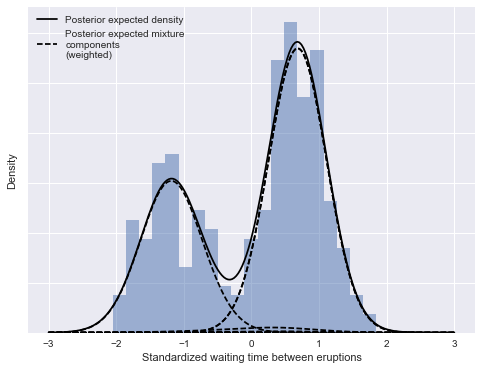 Posterior expected density
Posterior expected mixture
components
(weighted)
Density
−3 −2 −1 0 1 2 3
Standardized waiting time between eruptions